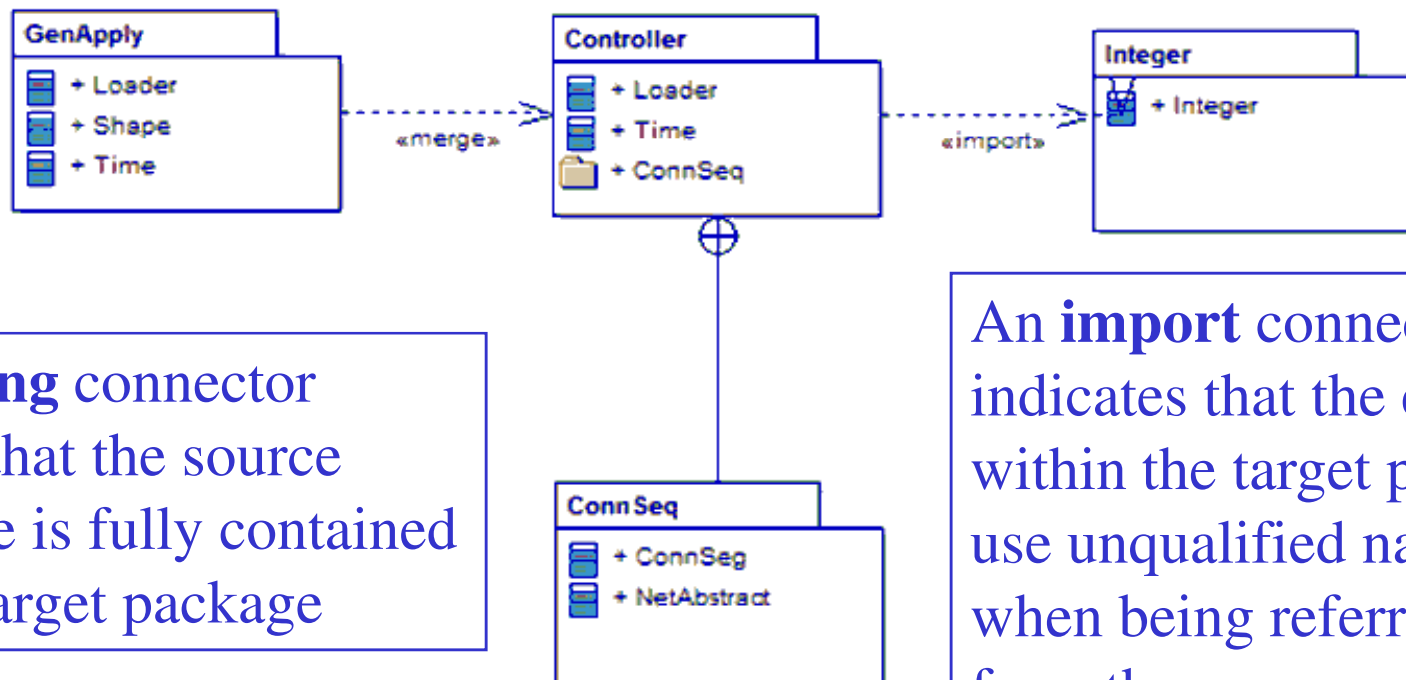 GenApply
+ Loader
+ Shape
+ Time
«merge»
Controller
+ Loader
+ Time
+ ConnSeq
«import»
Integer
+ Integer
ng connector
hat the source
e is fully contained
arget package
ConnSeq
+ ConnSeg
+ NetAbstract
An import connec
indicates that the
within the target p
use unqualified na
when being referr